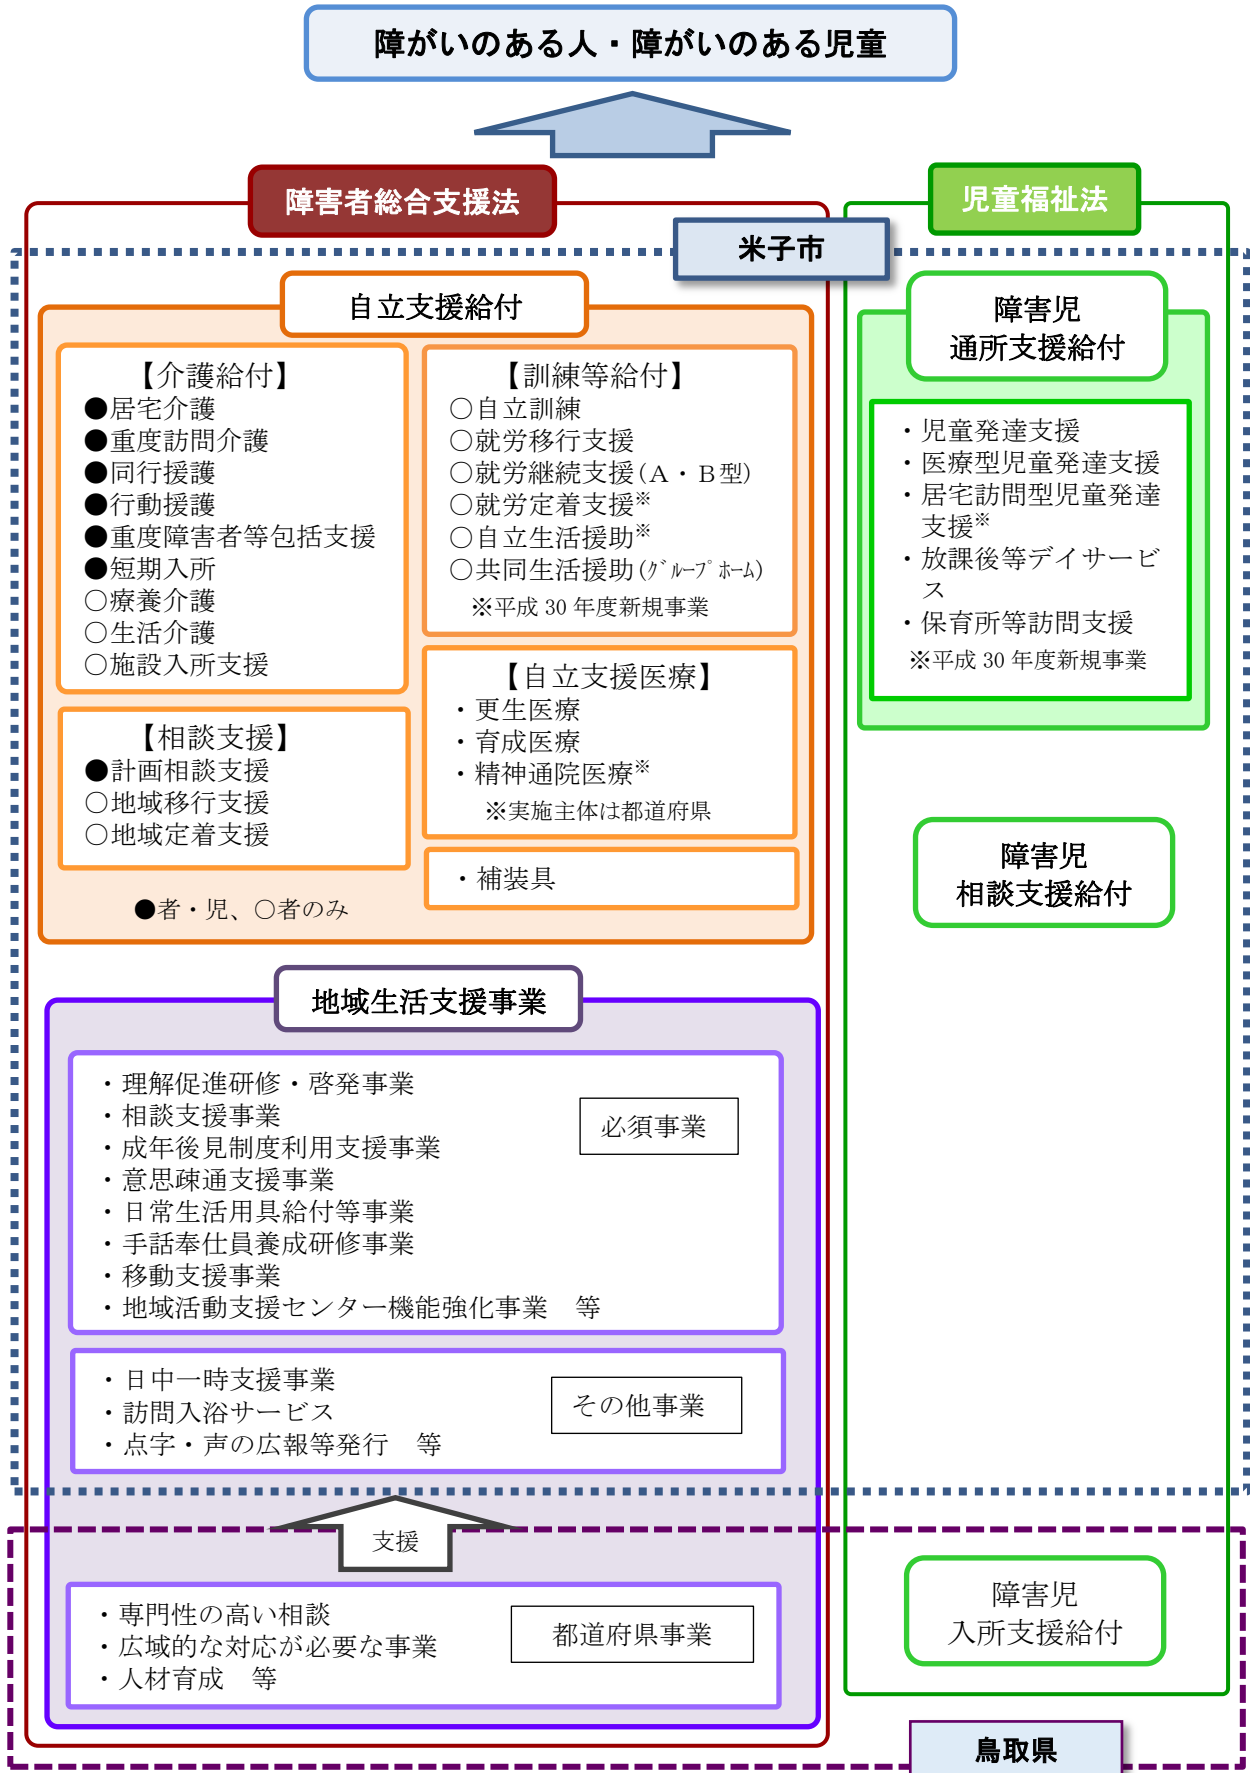 障がいのある人・障がいのある児童
障害者総合支援法
児童福祉法
米子市
自立支援給付
【介護給付】
●居宅介護
●重度訪問介護
●同行援護
●行動援護
●重度障害者等包括支援
●短期入所
○療養介護
○生活介護
○施設入所支援
【相談支援】
●計画相談支援
○地域移行支援
○地域定着支援
●者・児、○者のみ
【訓練等給付】
○自立訓練
○就労移行支援
○就労継続支援(A・B型)
○就労定着支援※
○自立生活援助※
○共同生活援助(ｸﾞﾙｰﾌﾟﾎｰﾑ)
※平成 30 年度新規事業
【自立支援医療】
・更生医療
・育成医療
・精神通院医療※
※実施主体は都道府県
・補装具
障害児
通所支援給付
・児童発達支援
・医療型児童発達支援
・居宅訪問型児童発達
支援※
・放課後等デイサービ
ス
・保育所等訪問支援
※平成 30 年度新規事業
障害児
相談支援給付
地域生活支援事業
・理解促進研修・啓発事業
・相談支援事業
・成年後見制度利用支援事業
・意思疎通支援事業
・日常生活用具給付等事業
・手話奉仕員養成研修事業
・移動支援事業
・地域活動支援センター機能強化事業　等
必須事業
・日中一時支援事業
・訪問入浴サービス
・点字・声の広報等発行　等
その他事業
支援
・専門性の高い相談
・広域的な対応が必要な事業
・人材育成　等
都道府県事業
障害児
入所支援給付
鳥取県